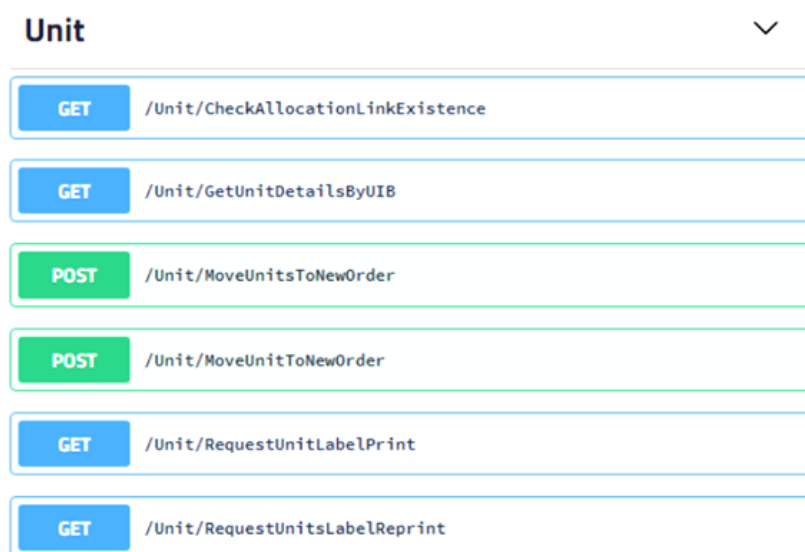 Unit
GET /Unit/CheckAllocationLinkExistence
GET /Unit/GetUnitDetailsByUIB
POST /Unit/MoveUnitsToNewOrder
POST /Unit/MoveUnitToNewOrder
GET /Unit/RequestUnitLabelPrint
GET /Unit/RequestUnitsLabelReprint